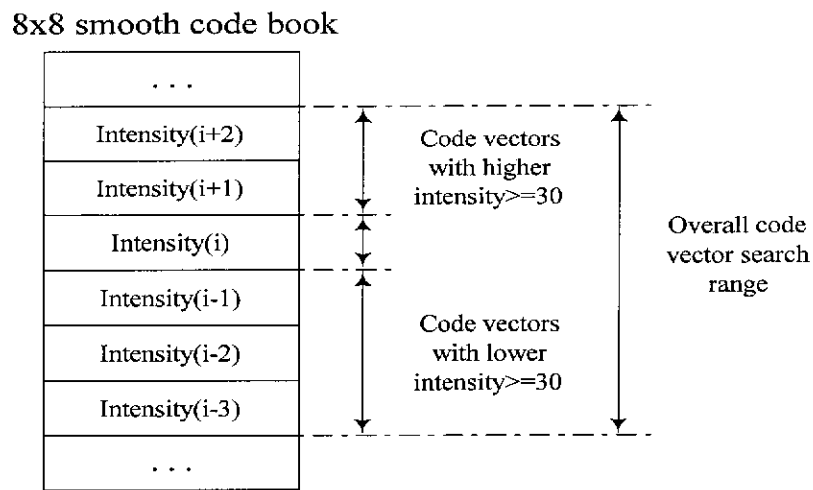 8x8 smooth code book
. . .
Intensity(i+2)
Intensity(i+1)
Intensity(i)
Intensity(i-1)
Intensity(i-2)
Intensity(i-3)
. . .
Code vectors
with higher
intensity>=30
Code vectors
with lower
intensity>=30
Overall code
vector search
range